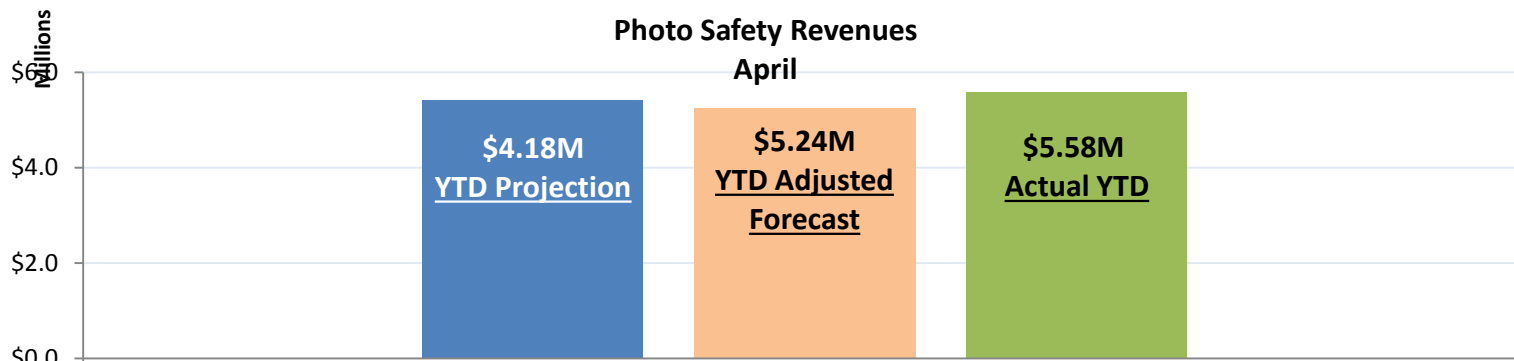 Photo Safety Revenues
April
Millions
$6.0
$4.0
$2.0
$0.0
$4.18M
YTD Projection
$5.24M
YTD Adjusted
Forecast
$5.58M
Actual YTD